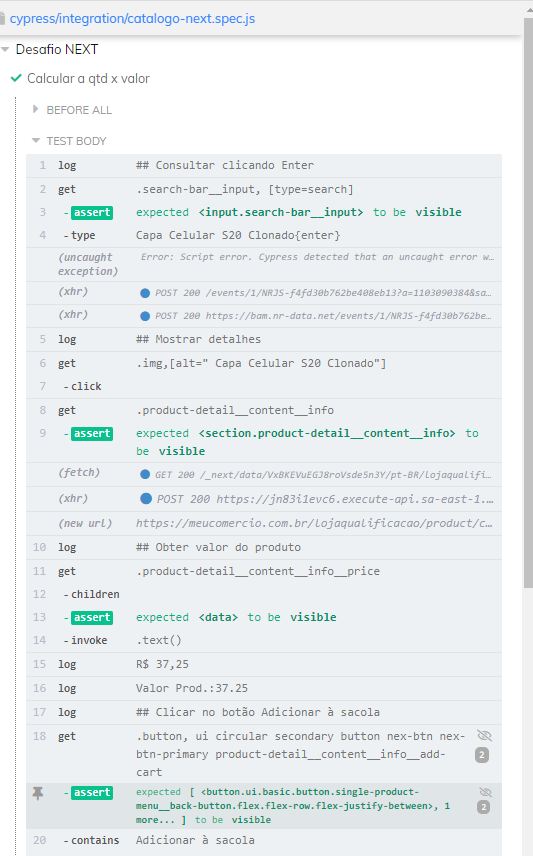 cypress/integration/catalogo-next.spec.js
Desafio NEXT
Calcular a qtd x valor
BEFORE ALL
TEST BODY
1 log ## Consultar clicando Enter
2 get .search-bar__input, [type=search]
3 -assert expected <input.search-bar__input> to be visible
4 -type Capa Celular S20 Clonado{enter}
(uncaught exception) Error: Script error. Cypress detected that an uncaught error w…
(xhr) POST 200 /events/1/NRJS-f4fd30b762be408eb13?a=1103090384&sa…
(xhr) POST 200 https://bam.nr-data.net/events/1/NRJS-f4fd30b762be…
5 log ## Mostrar detalhes
6 get .img,[alt=" Capa Celular S20 Clonado"]
7 -click
8 get .product-detail__content__info
9 -assert expected <section.product-detail__content__info> to
be visible
(fetch) GET 200 /_next/data/VxBKEVuEGJ8roVsde5n3Y/pt-BR/lojaqualifi…
(xhr) POST 200 https://jn83i1evc6.execute-api.sa-east-1.…
(new url) https://meucomercio.com.br/lojaqualificacao/product/c…
10 log ## Obter valor do produto
11 get .product-detail__content__info__price
12 -children
13 -assert expected <data> to be visible
14 -invoke .text()
15 log R$ 37,25
16 log Valor Prod.:37.25
17 log ## Clicar no botão Adicionar à sacola
18 get .button, ui circular secondary button nex-btn nex-
btn-primary product-detail__content__info__add-
cart 2
-assert expected [ <button.ui.basic.button.single-product-
menu__back-button.flex.flex-row.flex-justify-between>, 1
more... ] to be visible 2
20 -contains Adicionar à sacola